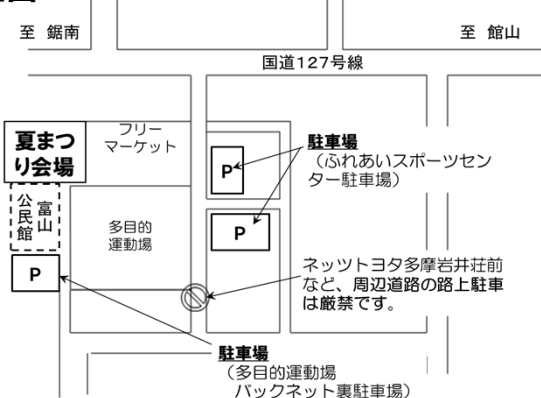 至 鋸南
至 館山
国道127号線
夏まつ
り会場
フリー
マーケット
P
駐車場
(ふれあいスポーツセン
ター駐車場)
富山
公民館
多目的
運動場
P
P
ネッツトヨタ多摩岩井荘前
など、周辺道路の路上駐車
は厳禁です。
駐車場
(多目的運動場
バックネット裏駐車場)